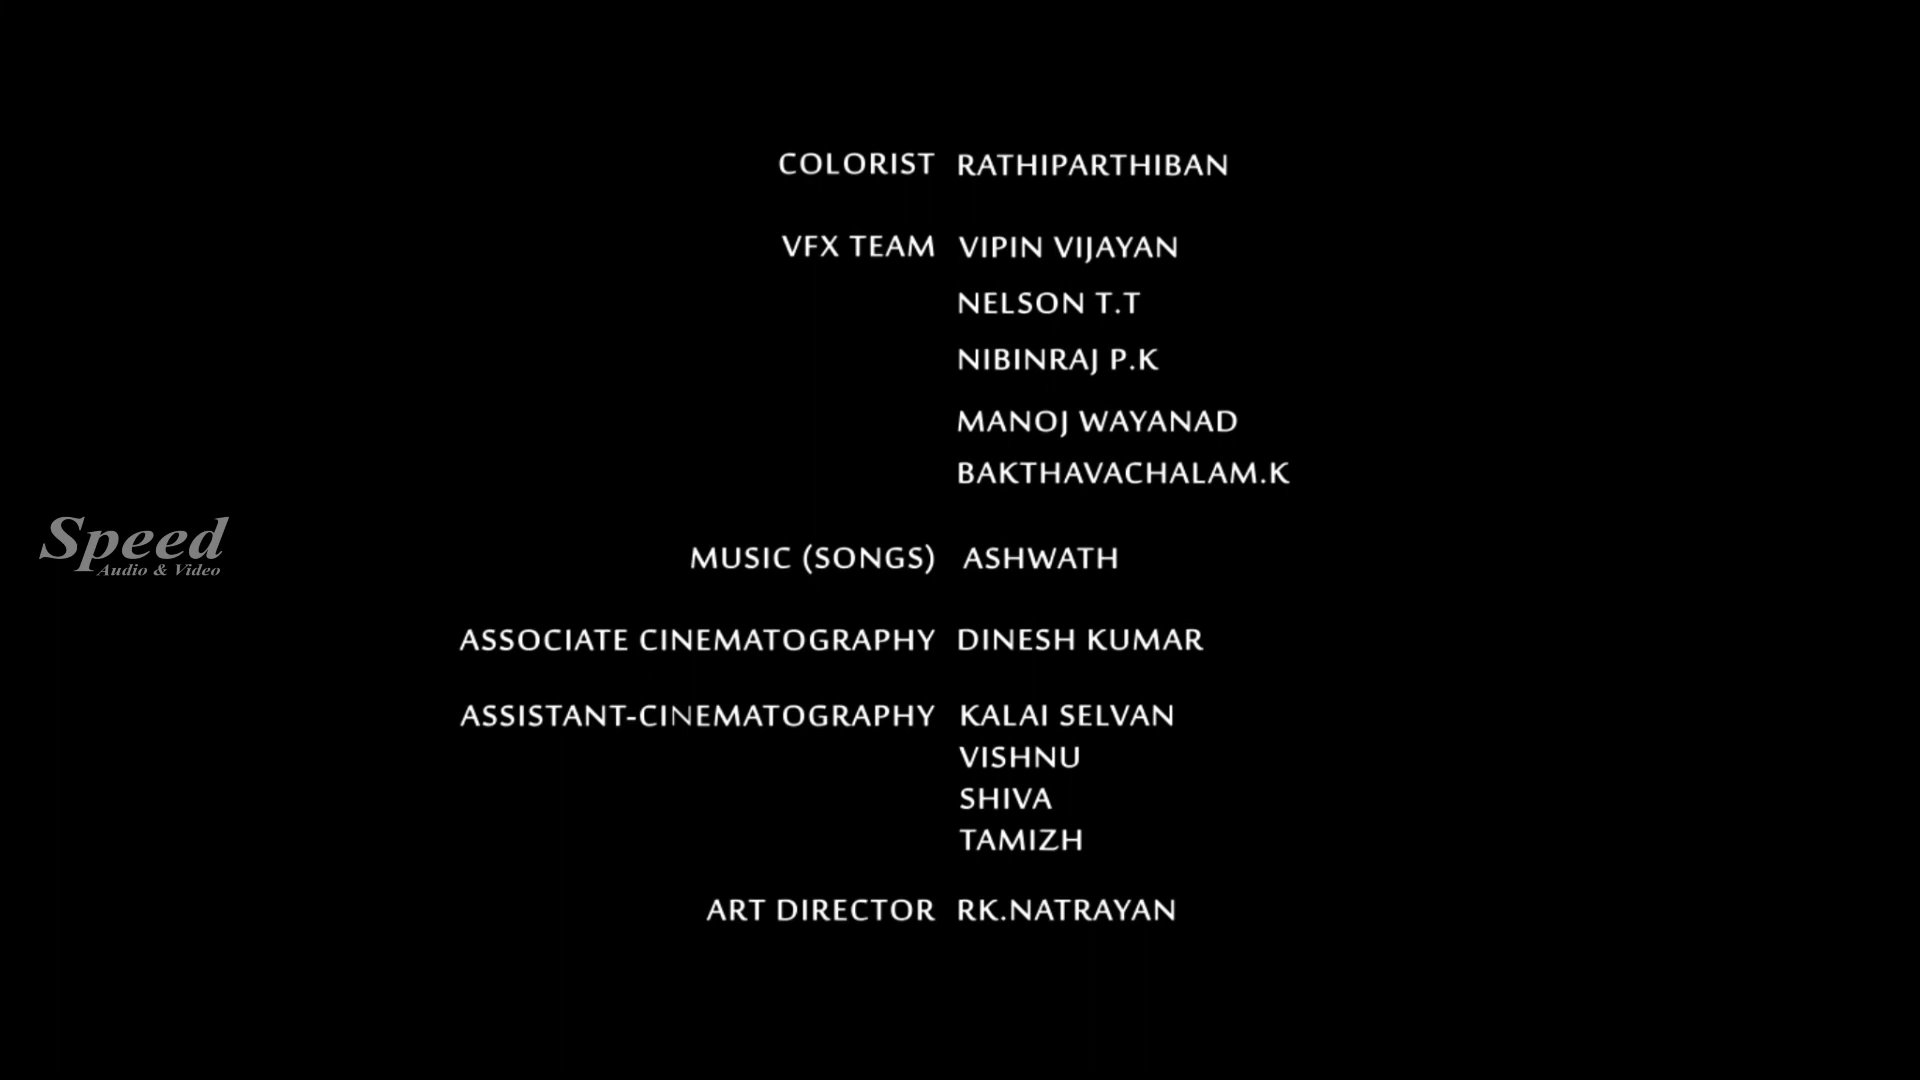 COLORIST RATHIPARTHIBAN
VFX TEAM VIPIN VIJAYAN
NELSON T.T
NIBINRAJ P.K
MANOJ WAYANAD
BAKTHAVACHALAM.K
Speed
Audio & Video
MUSIC (SONGS) ASHWATH
ASSOCIATE CINEMATOGRAPHY DINESH KUMAR
ASSISTANT-CINEMATOGRAPHY KALAI SELVAN
VISHNU
SHIVA
TAMIZH
ART DIRECTOR RK.NATRAYAN